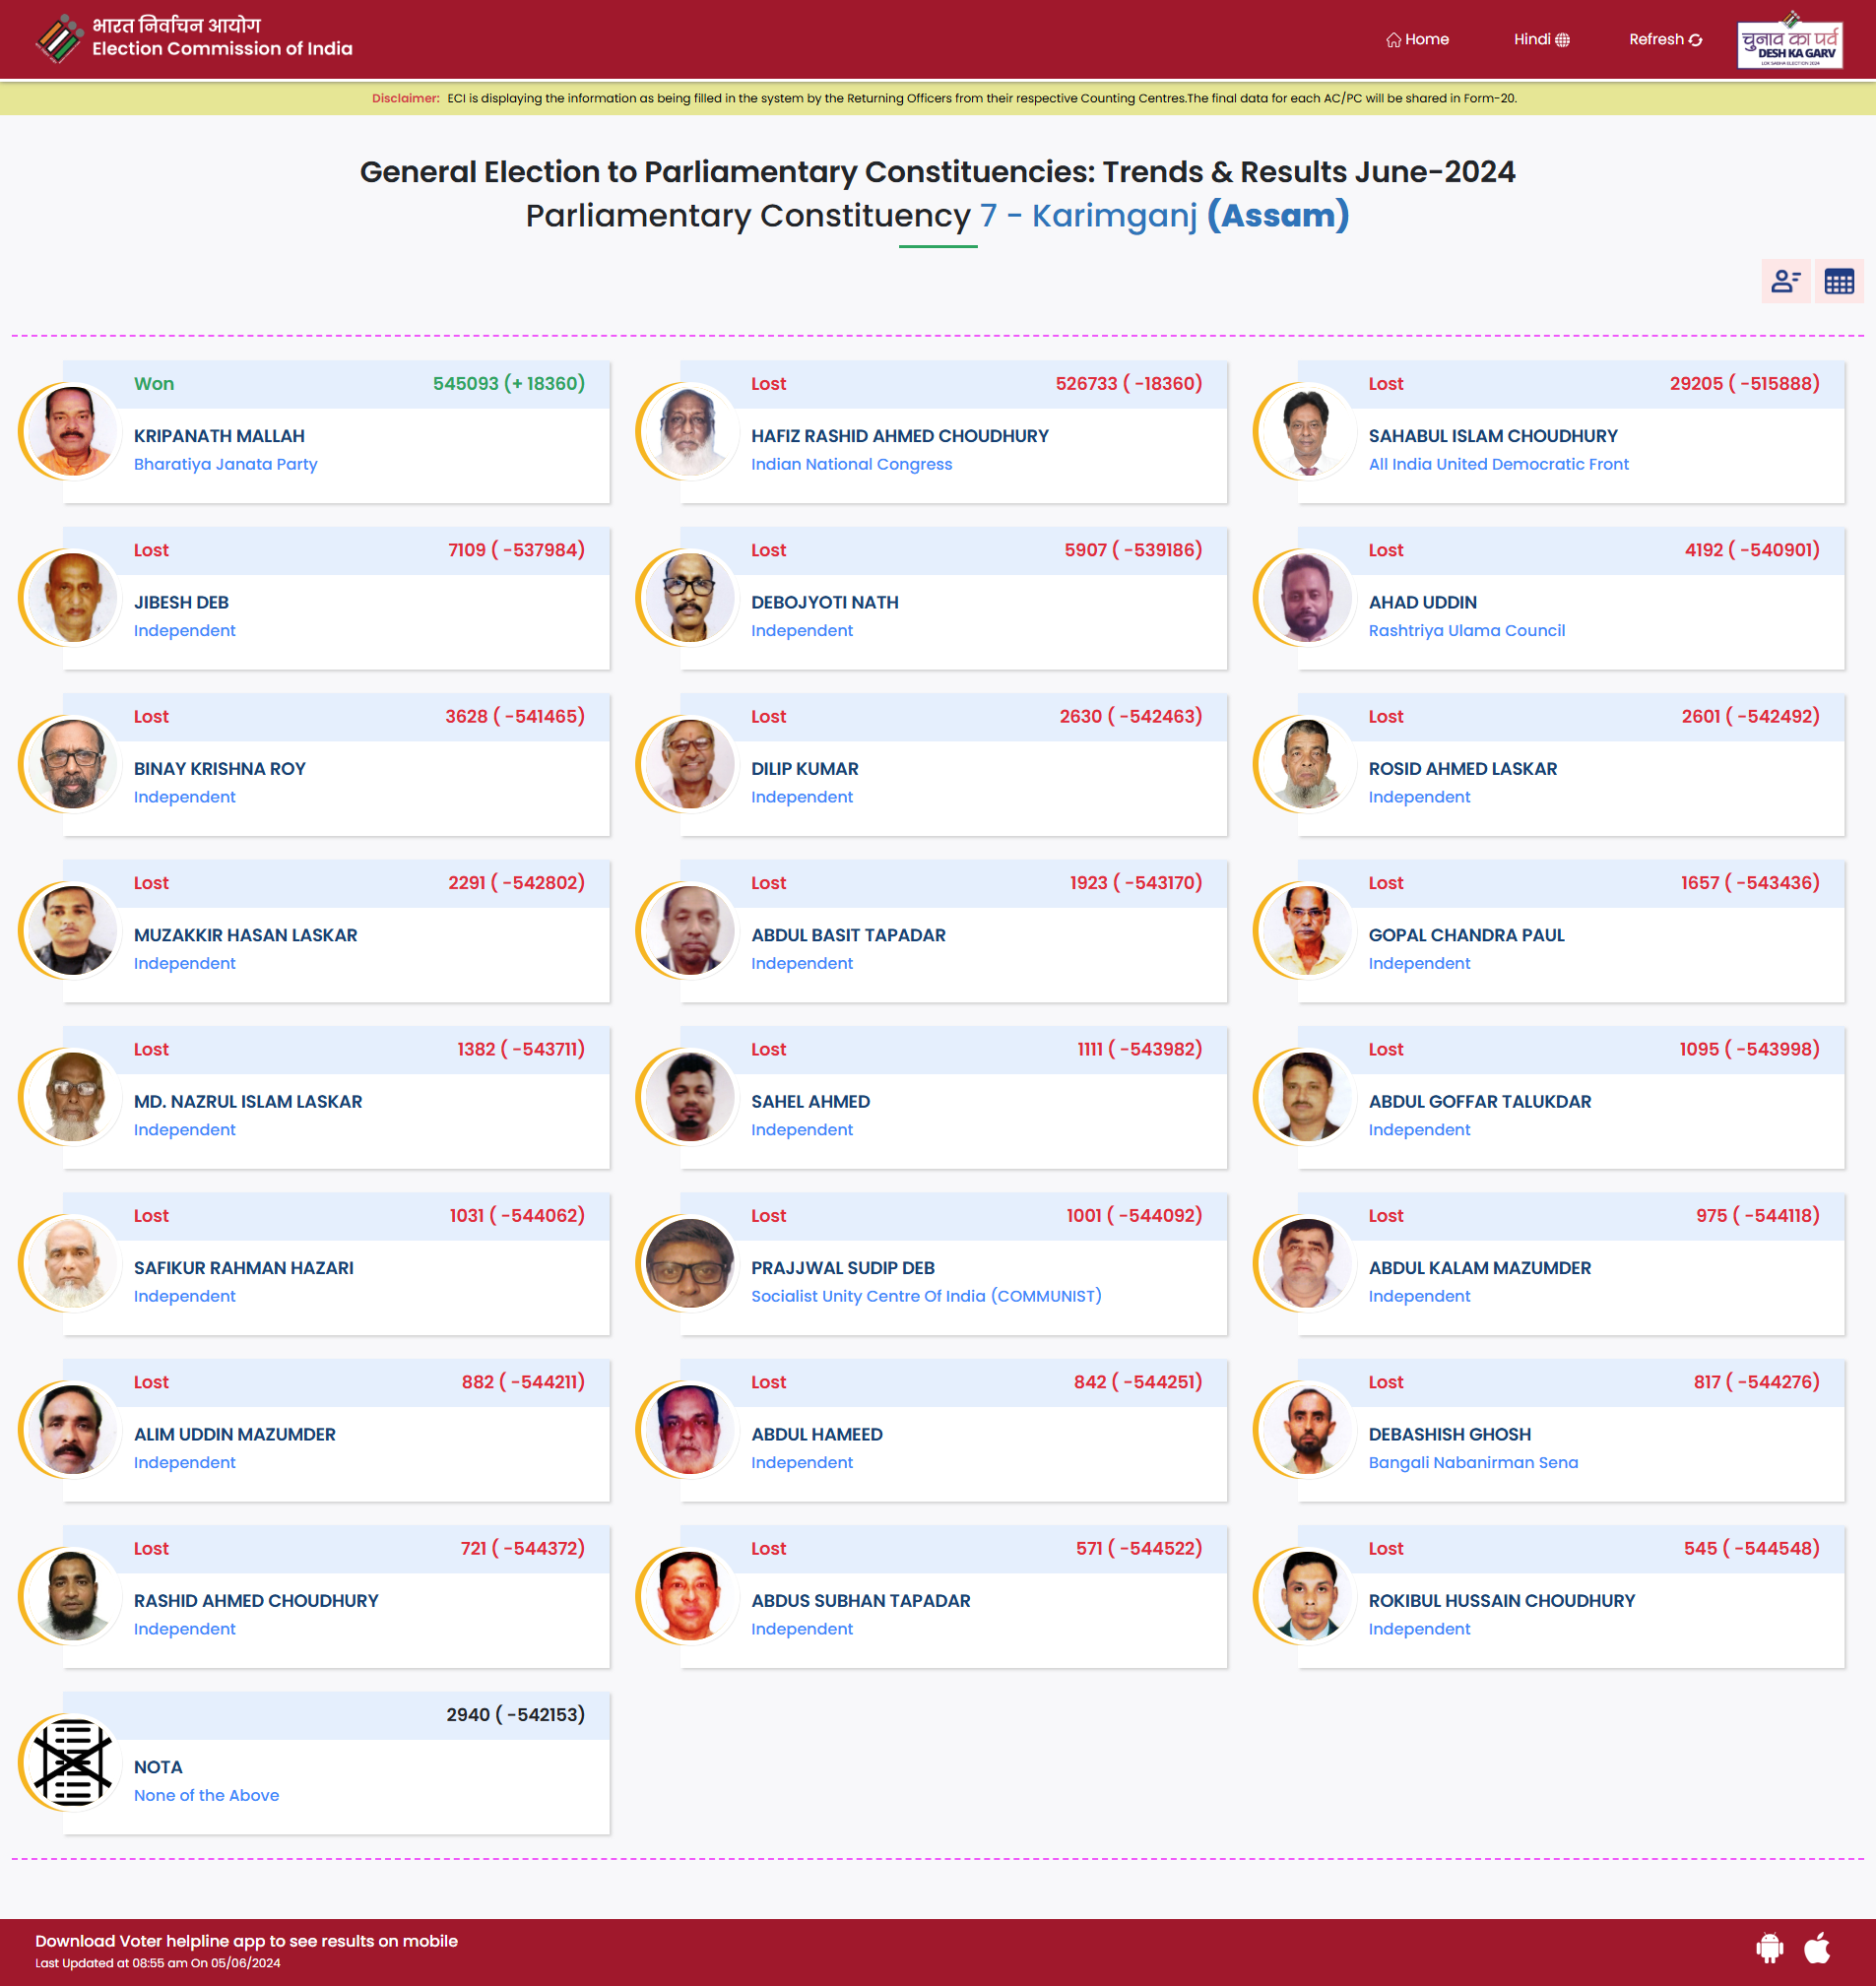 भारत निर्वाचन आयोग
Election Commission of India
Home
Hindi
Refresh
चुनाव का पर्व
DESH KA GARV
LOK SABHA ELECTION 2024
Disclaimer: ECI is displaying the information as being filled in the system by the Returning Officers from their respective Counting Centres.The final data for each AC/PC will be shared in Form-20.
General Election to Parliamentary Constituencies: Trends & Results June-2024
Parliamentary Constituency 7 - Karimganj (Assam)
Won 545093 (+ 18360)
KRIPANATH MALLAH
Bharatiya Janata Party
Lost 526733 ( -18360)
HAFIZ RASHID AHMED CHOUDHURY
Indian National Congress
Lost 29205 ( -515888)
SAHABUL ISLAM CHOUDHURY
All India United Democratic Front
Lost 7109 ( -537984)
JIBESH DEB
Independent
Lost 5907 ( -539186)
DEBOJYOTI NATH
Independent
Lost 4192 ( -540901)
AHAD UDDIN
Rashtriya Ulama Council
Lost 3628 ( -541465)
BINAY KRISHNA ROY
Independent
Lost 2630 ( -542463)
DILIP KUMAR
Independent
Lost 2601 ( -542492)
ROSID AHMED LASKAR
Independent
Lost 2291 ( -542802)
MUZAKKIR HASAN LASKAR
Independent
Lost 1923 ( -543170)
ABDUL BASIT TAPADAR
Independent
Lost 1657 ( -543436)
GOPAL CHANDRA PAUL
Independent
Lost 1382 ( -543711)
MD. NAZRUL ISLAM LASKAR
Independent
Lost 1111 ( -543982)
SAHEL AHMED
Independent
Lost 1095 ( -543998)
ABDUL GOFFAR TALUKDAR
Independent
Lost 1031 ( -544062)
SAFIKUR RAHMAN HAZARI
Independent
Lost 1001 ( -544092)
PRAJJWAL SUDIP DEB
Socialist Unity Centre Of India (COMMUNIST)
Lost 975 ( -544118)
ABDUL KALAM MAZUMDER
Independent
Lost 882 ( -544211)
ALIM UDDIN MAZUMDER
Independent
Lost 842 ( -544251)
ABDUL HAMEED
Independent
Lost 817 ( -544276)
DEBASHISH GHOSH
Bangali Nabanirman Sena
Lost 721 ( -544372)
RASHID AHMED CHOUDHURY
Independent
Lost 571 ( -544522)
ABDUS SUBHAN TAPADAR
Independent
Lost 545 ( -544548)
ROKIBUL HUSSAIN CHOUDHURY
Independent
2940 ( -542153)
NOTA
None of the Above
Download Voter helpline app to see results on mobile
Last Updated at 08:55 am On 05/06/2024